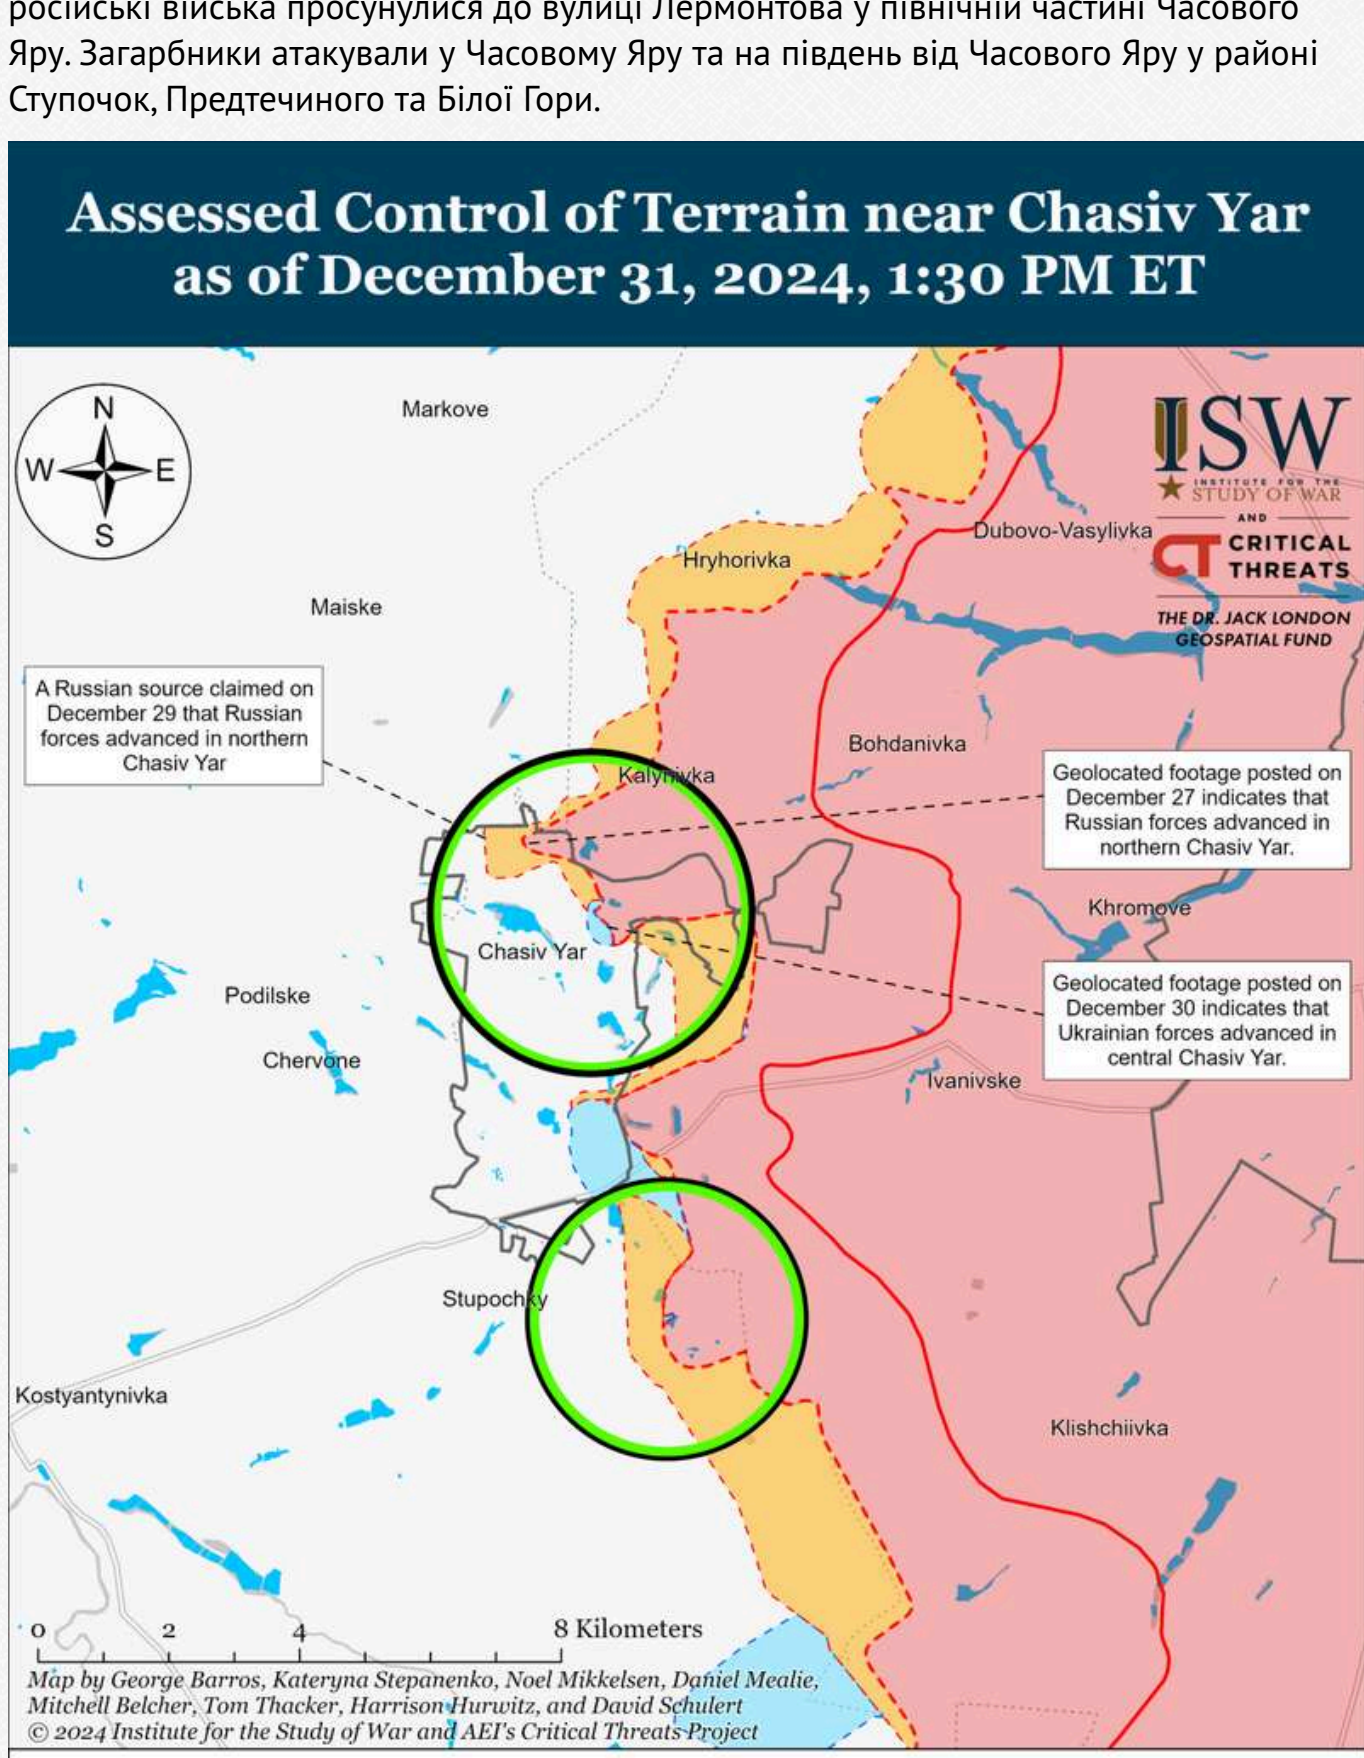 російські війська просунулися до вулиці Лермонтова у північній частині Часового
Яру. Загарбники атакували у Часовому Яру та на південь від Часового Яру у районі
Ступочок, Предтечиного та Білої Гори.
Assessed Control of Terrain near Chasiv Yar
as of December 31, 2024, 1:30 PM ET
N
W
E
S
Markove
ISW
INSTITUTE FOR THE
STUDY OF WAR
AND
CT CRITICAL
THREATS
THE DR. JACK LONDON
GEOSPATIAL FUND
Dubovo-Vasylivka
Hryhorivka
Maiske
A Russian source claimed on
December 29 that Russian
forces advanced in northern
Chasiv Yar
Bohdanivka
Kalynivka
Geolocated footage posted on
December 27 indicates that
Russian forces advanced in
northern Chasiv Yar.
Khromove
Chasiv Yar
Podilske
Geolocated footage posted on
December 30 indicates that
Ukrainian forces advanced in
central Chasiv Yar.
Chervone
Ivanivske
Stupochky
Kostyantynivka
Klishchiivka
0 2 4 8 Kilometers
Map by George Barros, Kateryna Stepanenko, Noel Mikkelsen, Daniel Mealie,
Mitchell Belcher, Tom Thacker, Harrison Hurwitz, and David Schulert
© 2024 Institute for the Study of War and AEI's Critical Threats Project